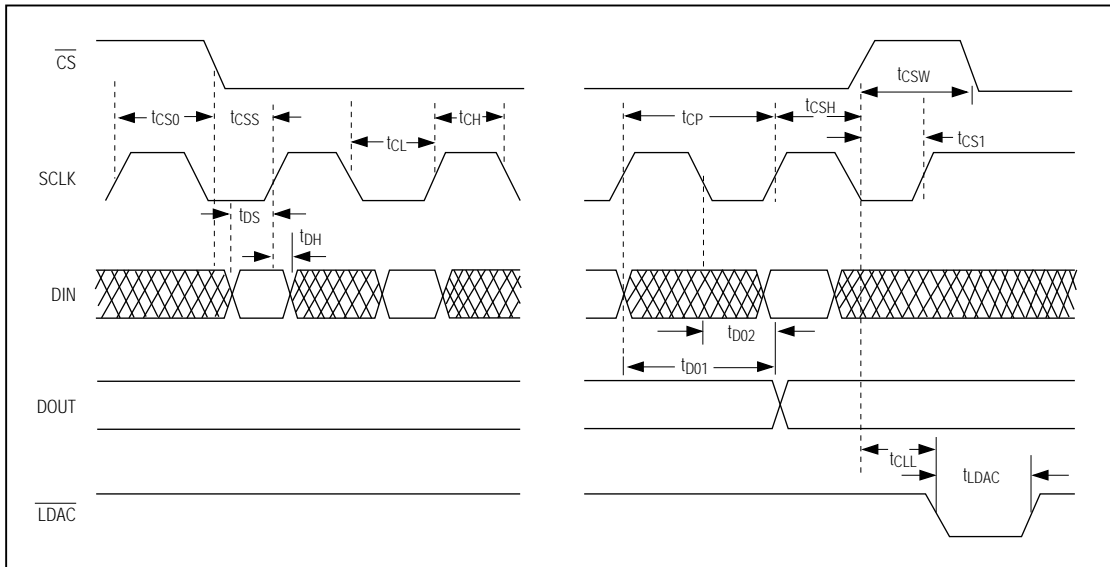 CS
tCSW
tCS0
tCSS
tCL
tCH
tCP
tCSH
tCS1
SCLK
tDS
tDH
DIN
tD02
tD01
DOUT
tCLL
tLDAC
LDAC